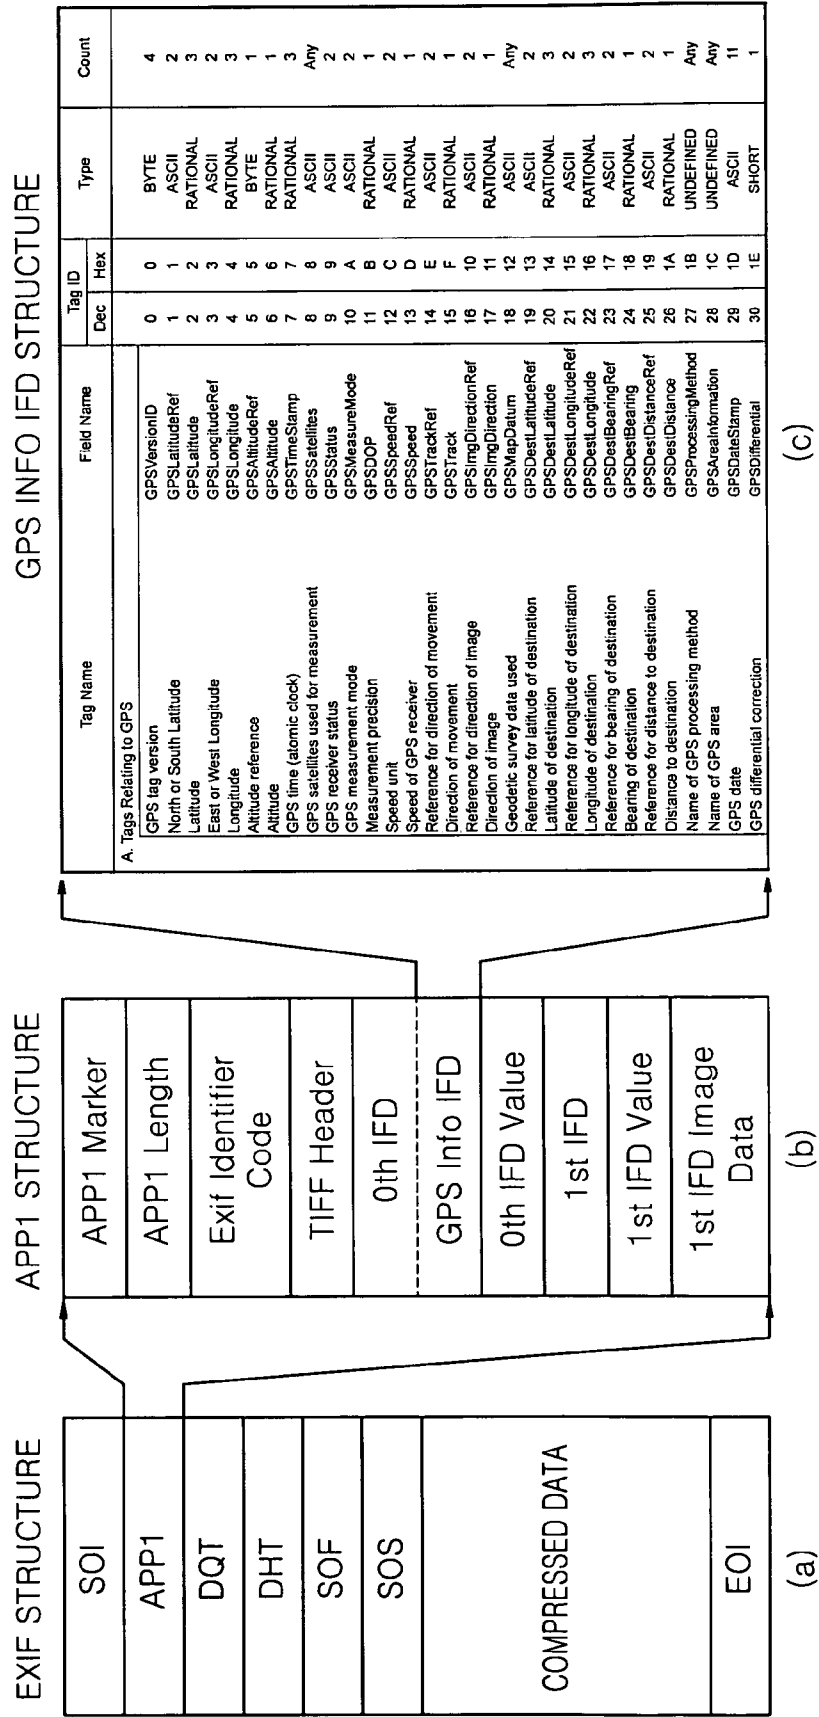 EXIF STRUCTURE
SOI
APP1
DQT
DHT
SOF
SOS
COMPRESSED DATA
EOI
(a)
APP1 STRUCTURE
APP1 Marker
APP1 Length
Exif Identifier
Code
TIFF Header
0th IFD
GPS Info IFD
0th IFD Value
1st IFD
1st IFD Value
1st IFD Image
Data
(b)
GPS INFO IFD STRUCTURE
Tag Name Field Name Tag ID Type Count
Dec Hex
A. Tags Relating to GPS
GPS tag version GPSVersionID 0 0 BYTE 4
North or South Latitude GPSLatitudeRef 1 1 ASCII 2
Latitude GPSLatitude 2 2 RATIONAL 3
East or West Longitude GPSLongitudeRef 3 3 ASCII 2
Longitude GPSLongitude 4 4 RATIONAL 3
Altitude reference GPSAltitudeRef 5 5 BYTE 1
Altitude GPSAltitude 6 6 RATIONAL 1
GPS time (atomic clock) GPSTimeStamp 7 7 RATIONAL 3
GPS satellites used for measurement GPSSatellites 8 8 ASCII Any
GPS receiver status GPSStatus 9 9 ASCII 2
GPS measurement mode GPSMeasureMode 10 A ASCII 2
Measurement precision GPSDOP 11 B RATIONAL 1
Speed unit GPSSpeedRef 12 C ASCII 2
Speed of GPS receiver GPSSpeed 13 D RATIONAL 1
Reference for direction of movement GPSTrackRef 14 E ASCII 2
Direction of movement GPSTrack 15 F RATIONAL 1
Reference for direction of image GPSImgDirectionRef 16 10 ASCII 2
Direction of image GPSImgDirection 17 11 RATIONAL 1
Geodetic survey data used GPSMapDatum 18 12 ASCII Any
Reference for latitude of destination GPSDestLatitudeRef 19 13 ASCII 2
Latitude of destination GPSDestLatitude 20 14 RATIONAL 3
Reference for longitude of destination GPSDestLongitudeRef 21 15 ASCII 2
Longitude of destination GPSDestLongitude 22 16 RATIONAL 3
Reference for bearing of destination GPSDestBearingRef 23 17 ASCII 2
Bearing of destination GPSDestBearing 24 18 RATIONAL 1
Reference for distance to destination GPSDestDistanceRef 25 19 ASCII 2
Distance to destination GPSDestDistance 26 1A RATIONAL 1
Name of GPS processing method GPSProcessingMethod 27 1B UNDEFINED Any
Name of GPS area GPSAreaInformation 28 1C UNDEFINED Any
GPS date GPSDateStamp 29 1D ASCII 11
GPS differential correction GPSDifferential 30 1E SHORT 1
(c)